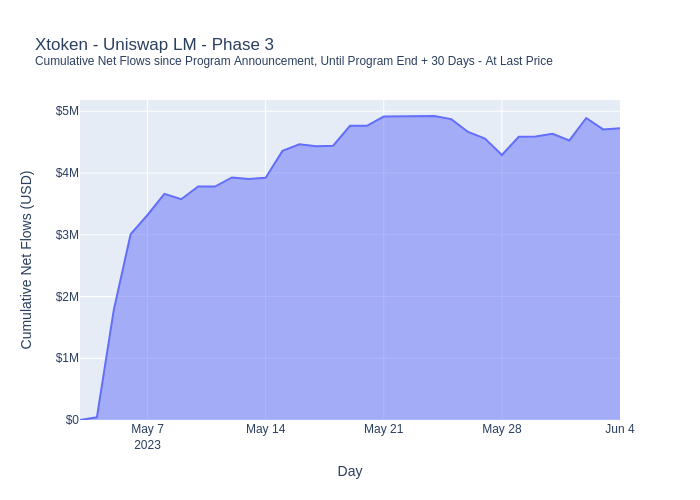 Xtoken - Uniswap LM - Phase 3
Cumulative Net Flows since Program Announcement, Until Program End + 30 Days - At Last Price
Cumulative Net Flows (USD)
$5M
$4M
$3M
$2M
$1M
$0
May 7
2023
May 14
May 21
May 28
Jun 4
Day